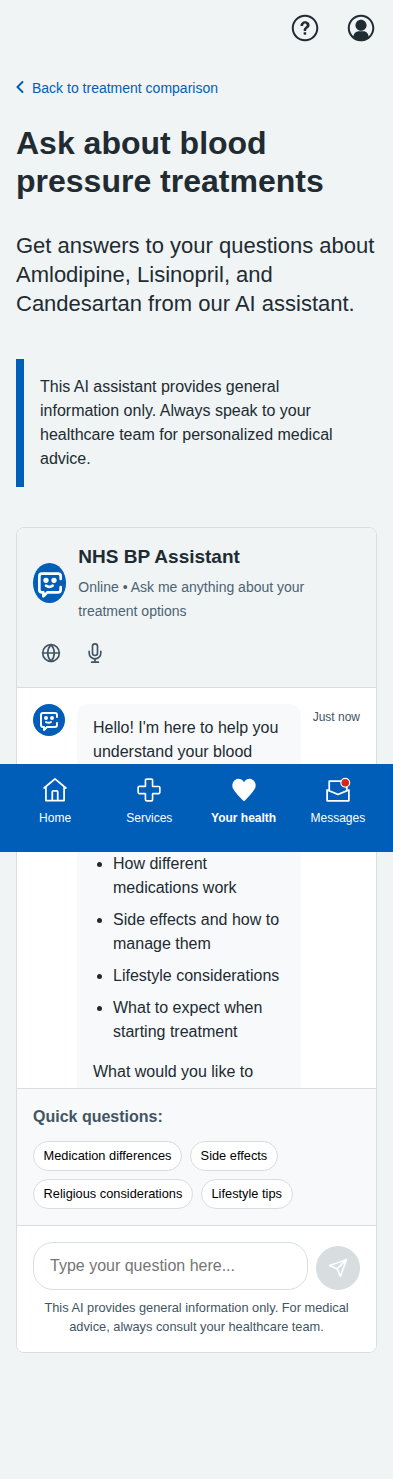 Back to treatment comparison
Ask about blood
pressure treatments
Get answers to your questions about
Amlodipine, Lisinopril, and
Candesartan from our AI assistant.
This AI assistant provides general
information only. Always speak to your
healthcare team for personalized medical
advice.
NHS BP Assistant
Online • Ask me anything about your
treatment options
Hello! I'm here to help you
Just now
understand your blood
Home
Services
Your health
Messages
• How different
medications work
• Side effects and how to
manage them
• Lifestyle considerations
• What to expect when
starting treatment
What would you like to
Quick questions:
Medication differences
Side effects
Religious considerations
Lifestyle tips
Type your question here...
This AI provides general information only. For medical
advice, always consult your healthcare team.